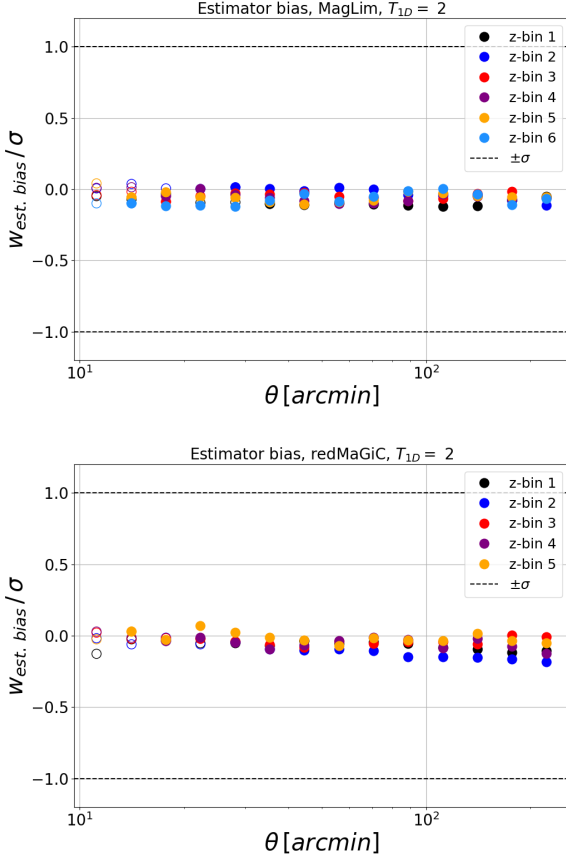 Estimator bias, MagLim, T₁D = 2
1.0
0.5
0.0
−0.5
−1.0
w_est. bias / σ
z-bin 1
z-bin 2
z-bin 3
z-bin 4
z-bin 5
z-bin 6
±σ
10¹
10²
θ [arcmin]
Estimator bias, redMaGiC, T₁D = 2
1.0
0.5
0.0
−0.5
−1.0
w_est. bias / σ
z-bin 1
z-bin 2
z-bin 3
z-bin 4
z-bin 5
±σ
10¹
10²
θ [arcmin]